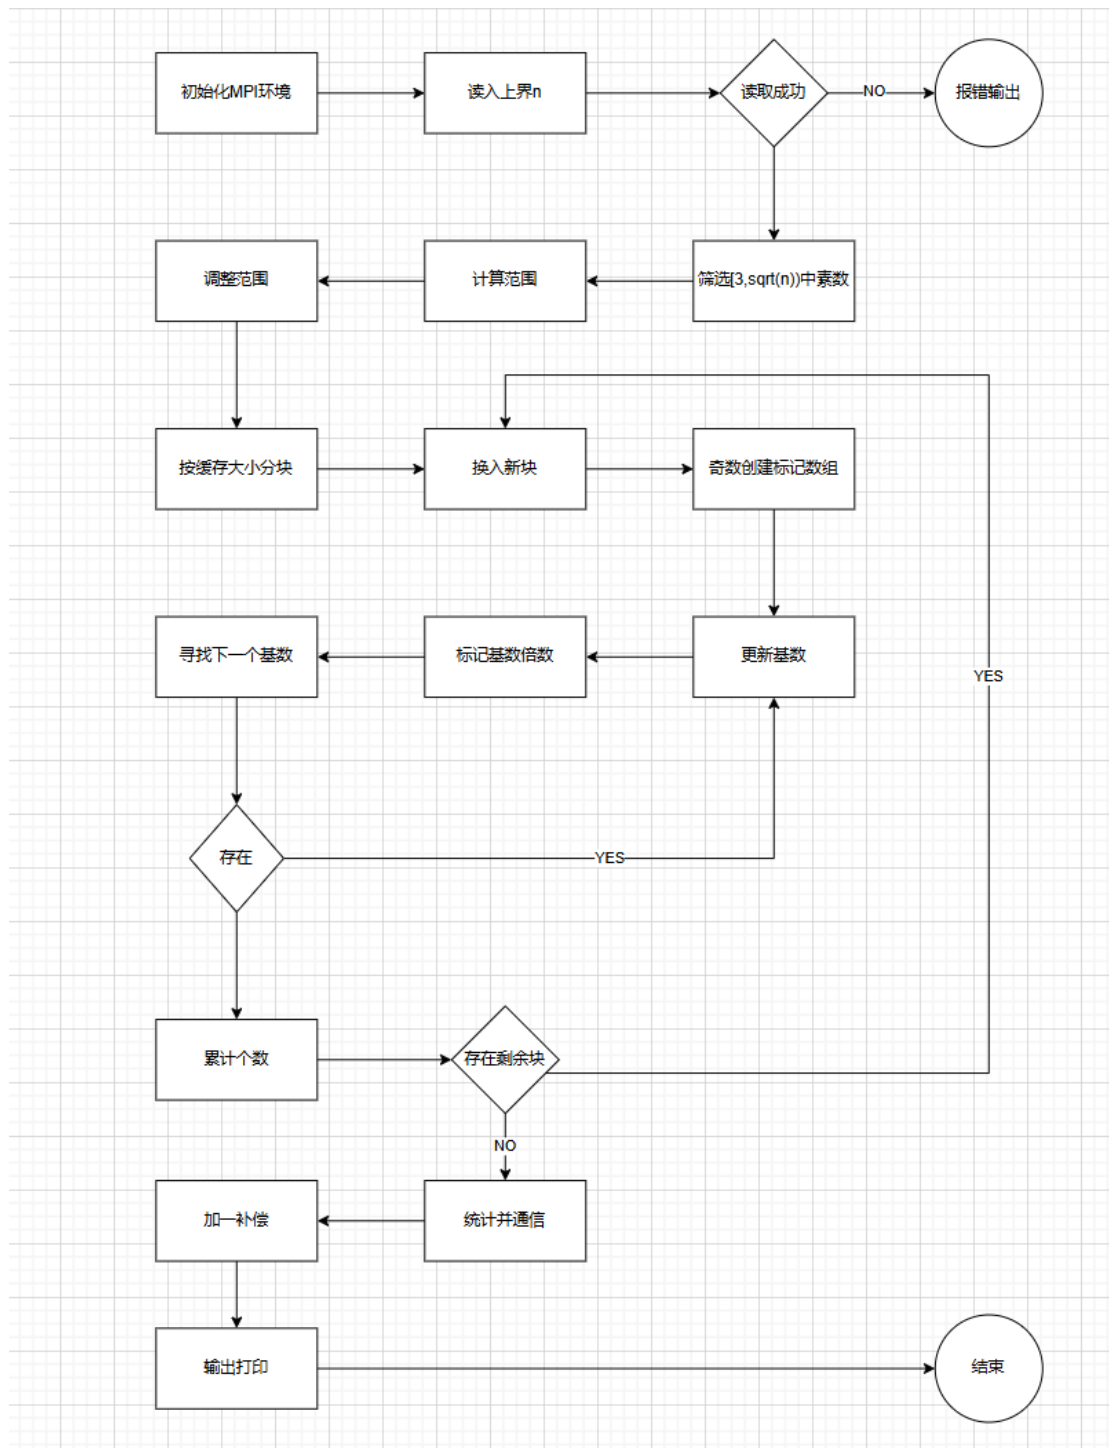 初始化MPI环境
读入上界n
读取成功
NO
报错输出
调整范围
计算范围
筛选[3,sqrt(n))中素数
按缓存大小分块
换入新块
奇数创建标记数组
寻找下一个基数
标记基数倍数
更新基数
YES
存在
YES
累计个数
存在剩余块
NO
加一补偿
统计并通信
输出打印
结束